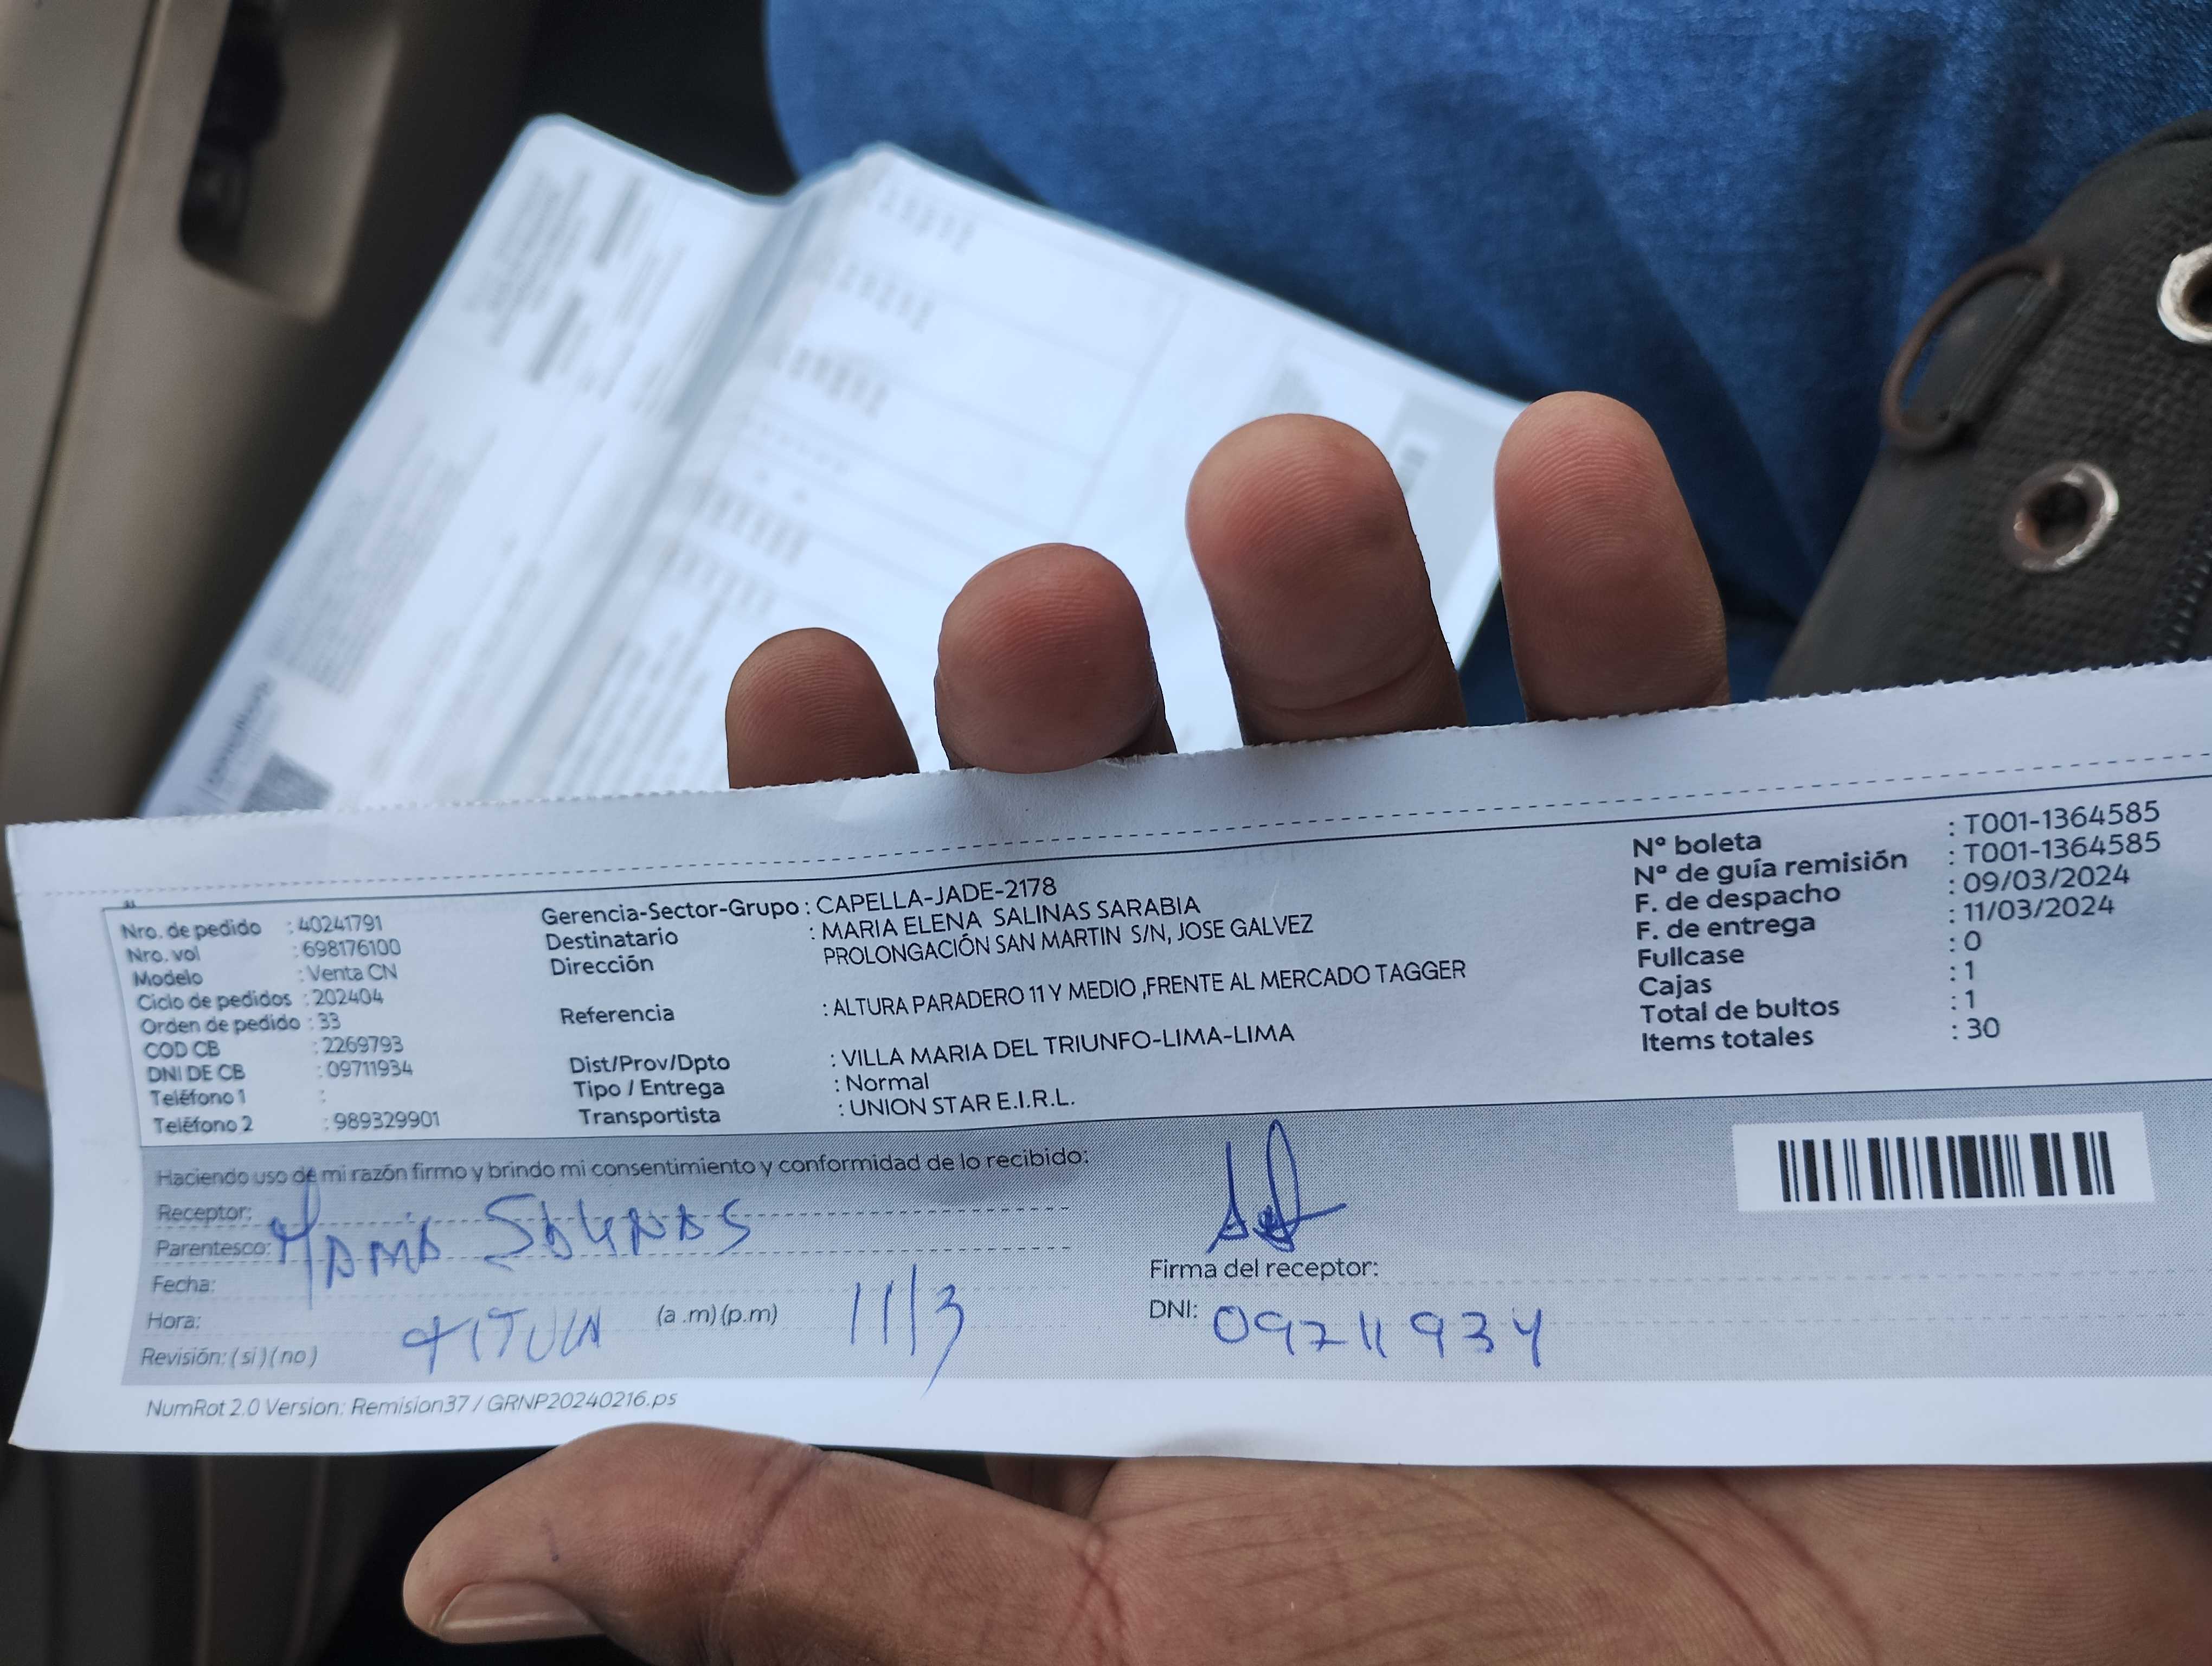 Nro. de pedido : 40241791
Nro. vol : 698176100
Modelo : Venta CN
Ciclo de pedidos : 202404
Orden de pedido : 33
COD CB : 2269793
DNI DE CB : 09711934
Teléfono 1 :
Teléfono 2 : 989329901
Gerencia-Sector-Grupo : CAPELLA-JADE-2178
Destinatario : MARIA ELENA SALINAS SARABIA
Dirección PROLONGACIÓN SAN MARTIN S/N, JOSE GALVEZ
Referencia : ALTURA PARADERO 11 Y MEDIO ,FRENTE AL MERCADO TAGGER
Dist/Prov/Dpto : VILLA MARIA DEL TRIUNFO-LIMA-LIMA
Tipo / Entrega : Normal
Transportista : UNION STAR E.I.R.L.
N° boleta : T001-1364585
N° de guía remisión : T001-1364585
F. de despacho : 09/03/2024
F. de entrega : 11/03/2024
Fullcase : 0
Cajas : 1
Total de bultos : 1
Items totales : 30
Haciendo uso de mi razón firmo y brindo mi consentimiento y conformidad de lo recibido:
Receptor:
Parentesco:
Fecha:
Hora: (a .m) (p.m) 11/3
Revisión: ( si ) ( no )
Firma del receptor:
DNI: 09711934
NumRot 2.0 Version: Remision37 / GRNP20240216.ps